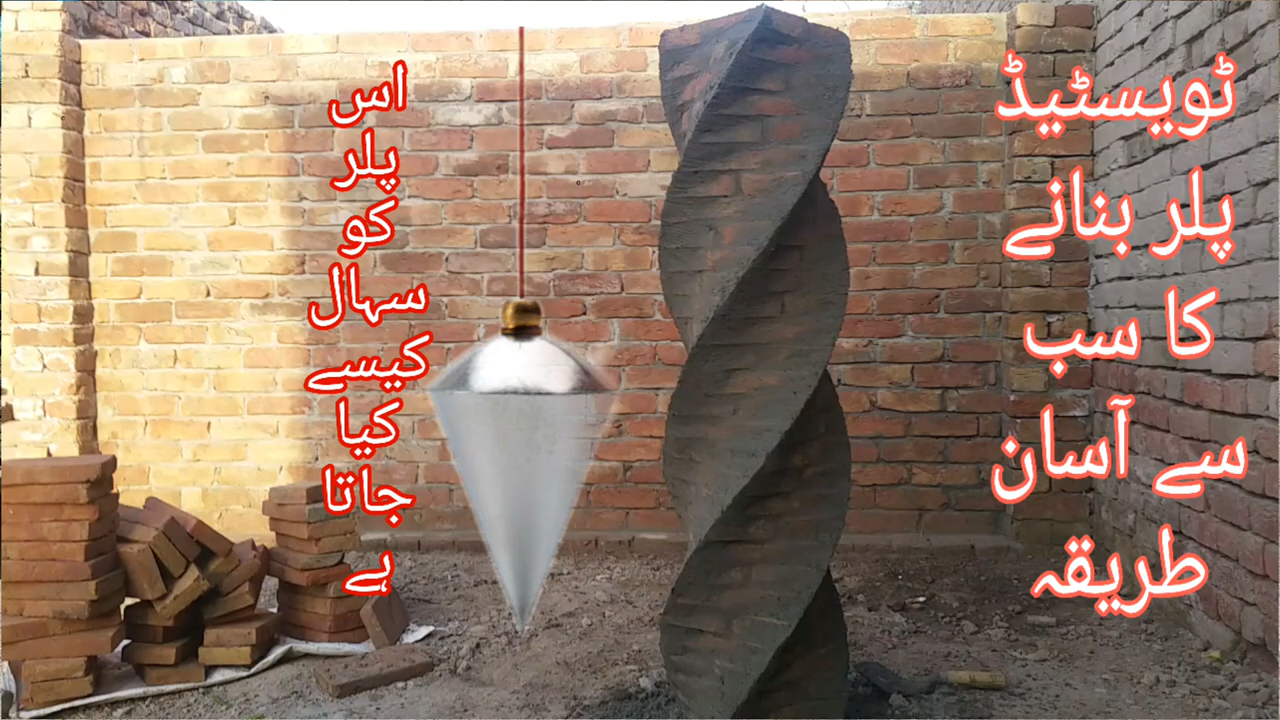 ٹویسٹیڈ
پلر بنانے
کا سب
سے آسان
طریقہ
اس
پلر
کو
سہال
کیسے
کیا
جاتا
ہے